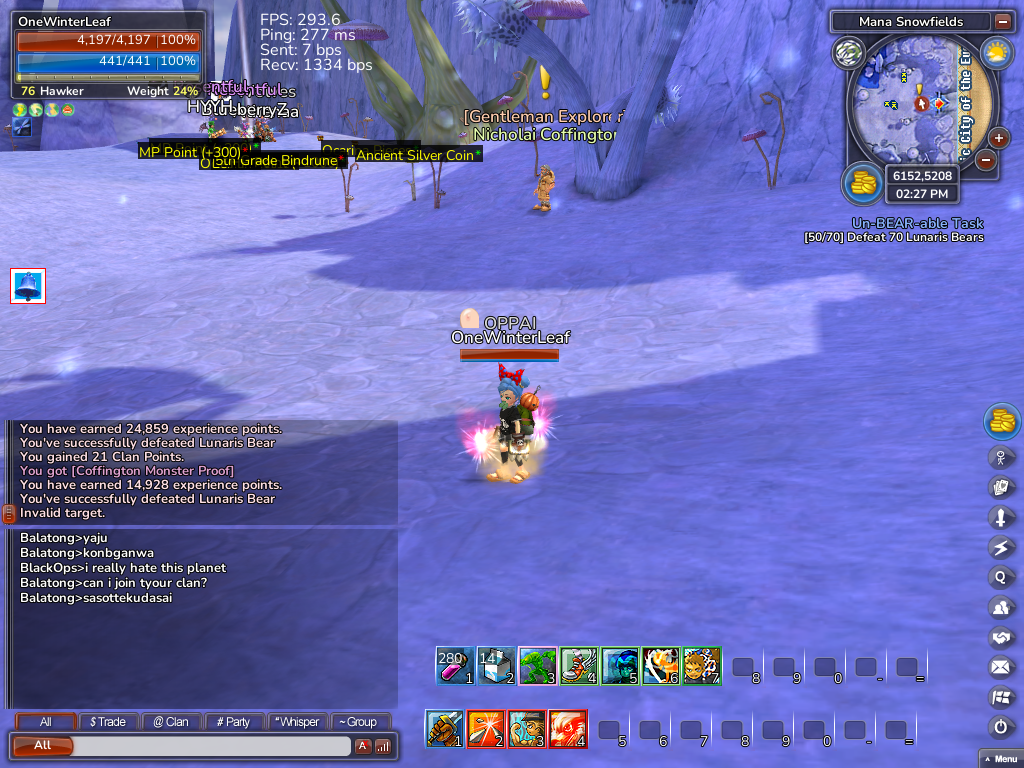 OneWinterLeaf
4,197/4,197 | 100%
441/441 | 100%
76 Hawker Weight 24%
FPS: 293.6
Ping: 277 ms
Sent: 7 bps
Recv: 1334 bps
MP Point (+300)
5th Grade Bindrune*
Ancient Silver Coin*
[Gentleman Explorer]
Nicholai Coffington
Mana Snowfields
6152,5208
02:27 PM
Un-BEAR-able Task
[50/70] Defeat 70 Lunaris Bears
OPPAI
OneWinterLeaf
You have earned 24,859 experience points.
You've successfully defeated Lunaris Bear
You gained 21 Clan Points.
You got [Coffington Monster Proof]
You have earned 14,928 experience points.
You've successfully defeated Lunaris Bear
Invalid target.
Balatong>yaju
Balatong>konbganwa
BlackOps>i really hate this planet
Balatong>can i join tyour clan?
Balatong>sasottekudasai
All $ Trade @ Clan # Party "Whisper ~Group
All A
280 1 14 2 3 4 5 6 7 8 9 0 - =
1 2 3 4 5 6 7 8 9 0 - =
Q
Menu